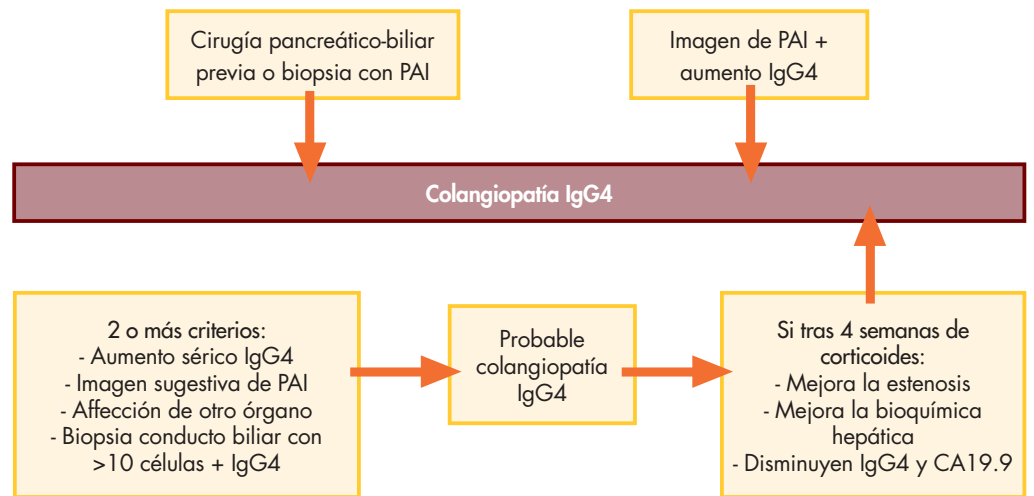 Cirugía pancreático-biliar
previa o biopsia con PAI
Imagen de PAI +
aumento IgG4
Colangiopatía IgG4
2 o más criterios:
- Aumento sérico IgG4
- Imagen sugestiva de PAI
- Affección de otro órgano
- Biopsia conducto biliar con
>10 células + IgG4
Probable
colangiopatía
IgG4
Si tras 4 semanas de
corticoides:
- Mejora la estenosis
- Mejora la bioquímica
hepática
- Disminuyen IgG4 y CA19.9